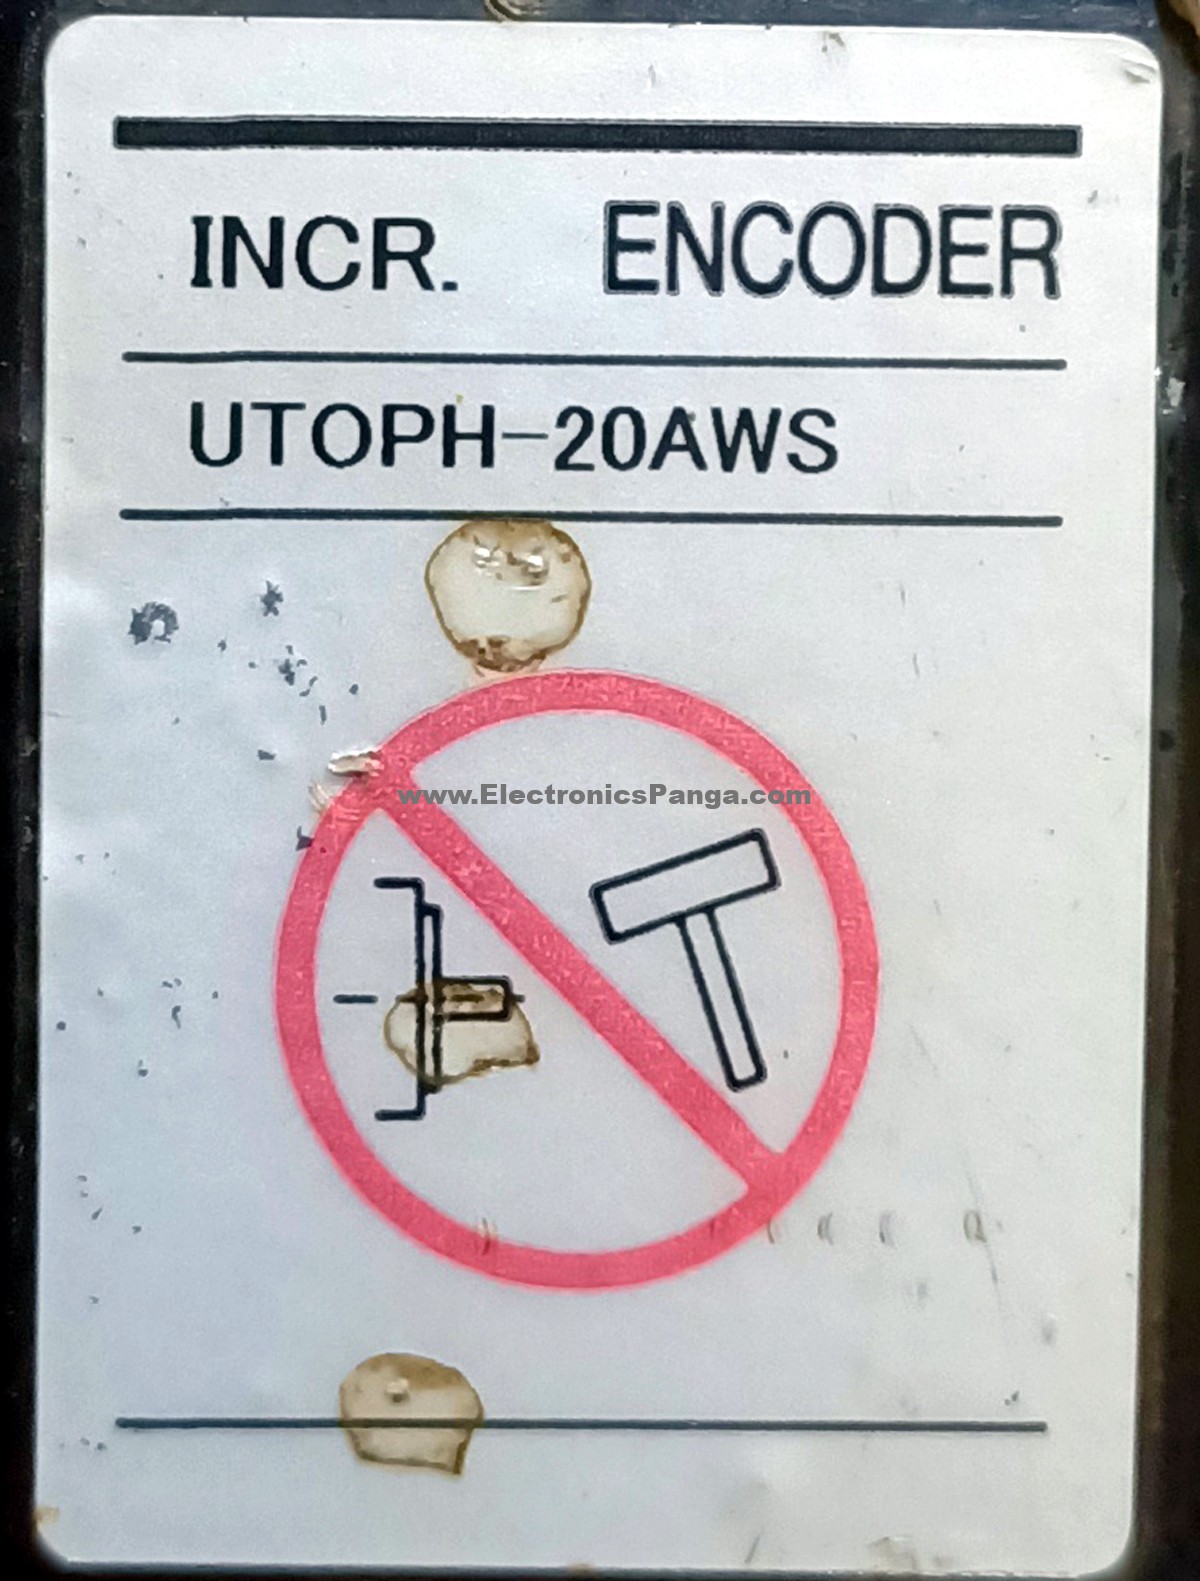 INCR. ENCODER
UTOPH-20AWS
www.ElectronicsPanga.com